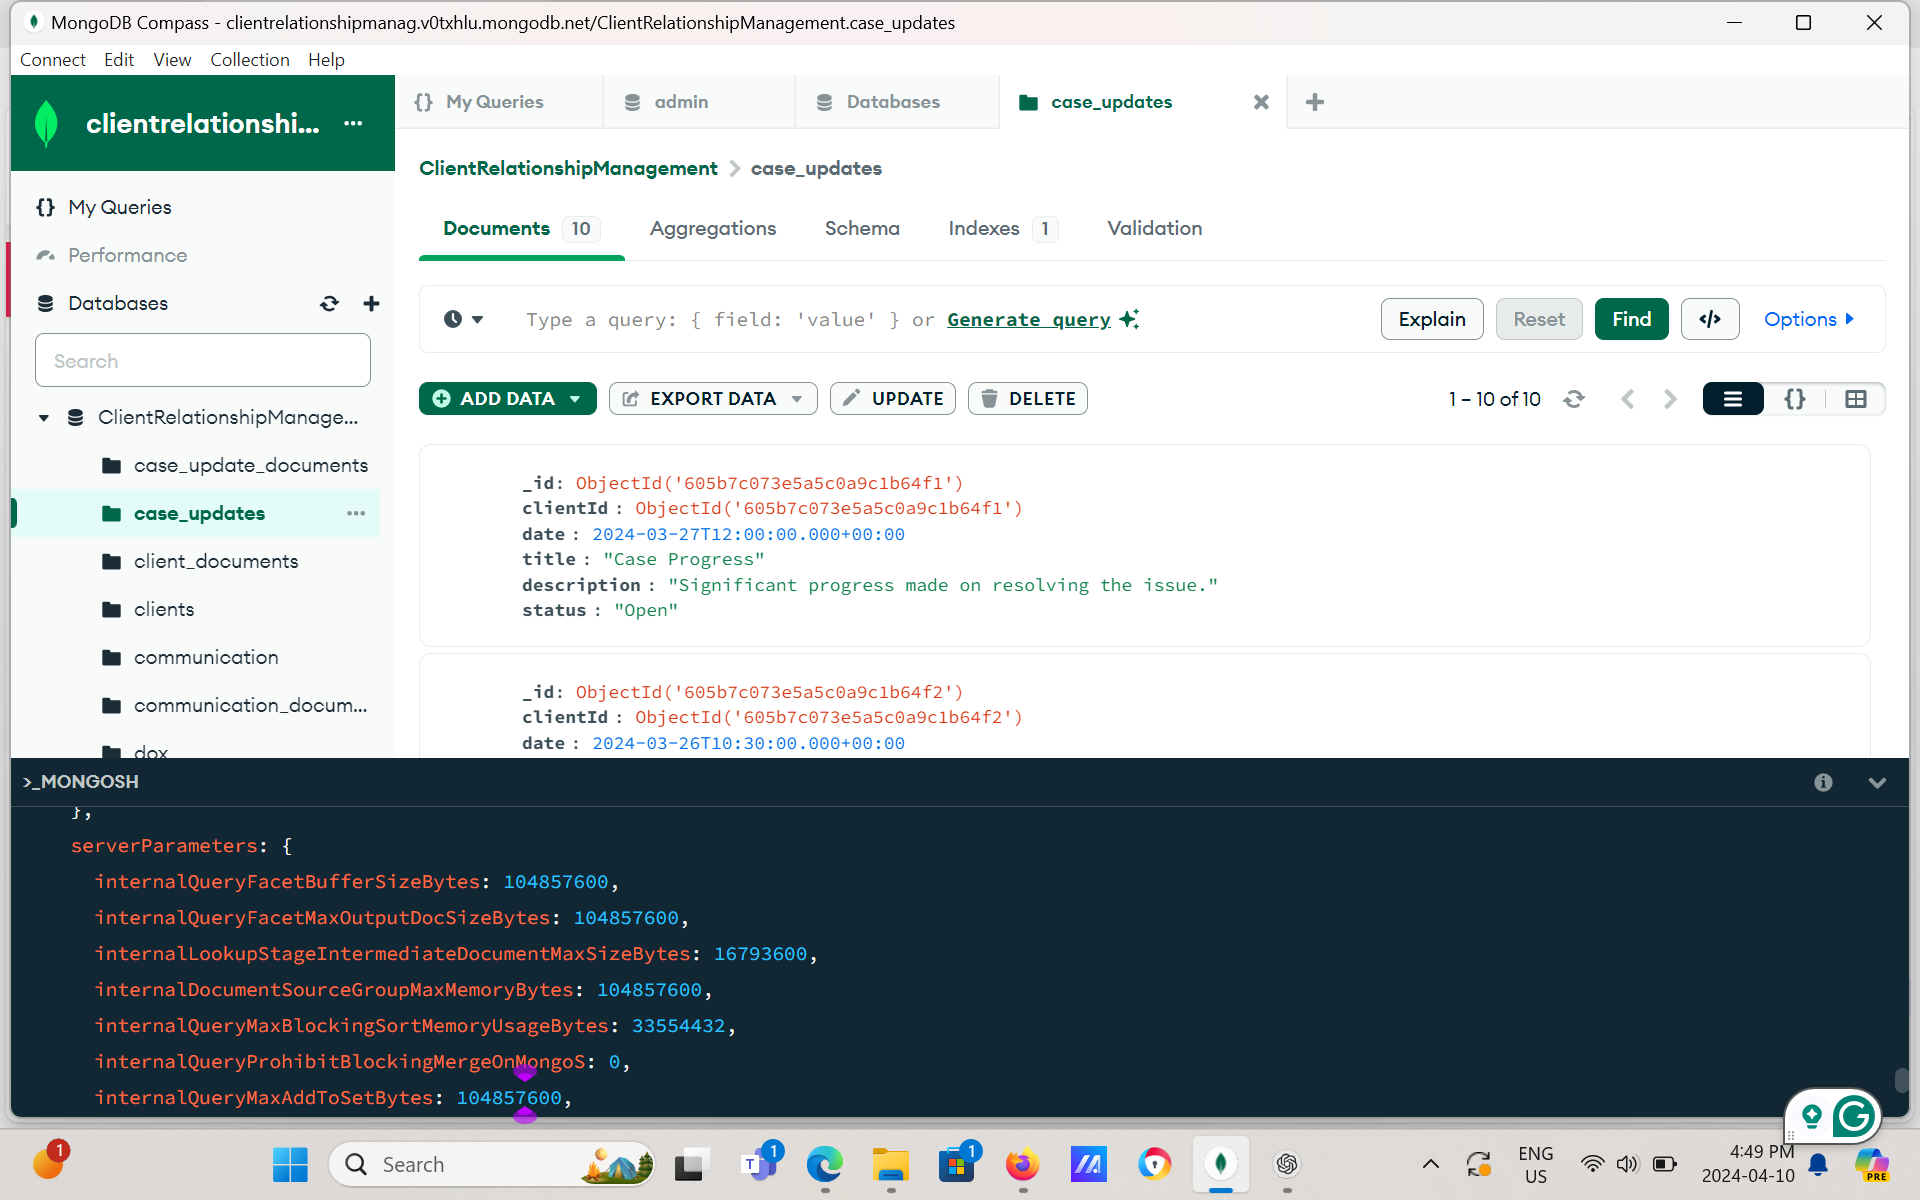 MongoDB Compass - clientrelationshipmanag.v0txhlu.mongodb.net/ClientRelationshipManagement.case_updates
Connect Edit View Collection Help
clientrelationshi... ...
My Queries
Performance
Databases
Search
ClientRelationshipManage...
case_update_documents
case_updates ...
client_documents
clients
communication
communication_docum...
dox
{} My Queries
admin
Databases
case_updates
ClientRelationshipManagement > case_updates
Documents 10 Aggregations Schema Indexes 1 Validation
Type a query: { field: 'value' } or Generate query
Explain Reset Find </> Options
ADD DATA EXPORT DATA UPDATE DELETE 1 – 10 of 10 {}
_id: ObjectId('605b7c073e5a5c0a9c1b64f1')
clientId : ObjectId('605b7c073e5a5c0a9c1b64f1')
date : 2024-03-27T12:00:00.000+00:00
title : "Case Progress"
description : "Significant progress made on resolving the issue."
status : "Open"
_id: ObjectId('605b7c073e5a5c0a9c1b64f2')
clientId : ObjectId('605b7c073e5a5c0a9c1b64f2')
date : 2024-03-26T10:30:00.000+00:00
>_MONGOSH
},
serverParameters: {
internalQueryFacetBufferSizeBytes: 104857600,
internalQueryFacetMaxOutputDocSizeBytes: 104857600,
internalLookupStageIntermediateDocumentMaxSizeBytes: 16793600,
internalDocumentSourceGroupMaxMemoryBytes: 104857600,
internalQueryMaxBlockingSortMemoryUsageBytes: 33554432,
internalQueryProhibitBlockingMergeOnMongoS: 0,
internalQueryMaxAddToSetBytes: 104857600,
1
Search
1
1
ENG
US
4:49 PM
2024-04-10
PRE